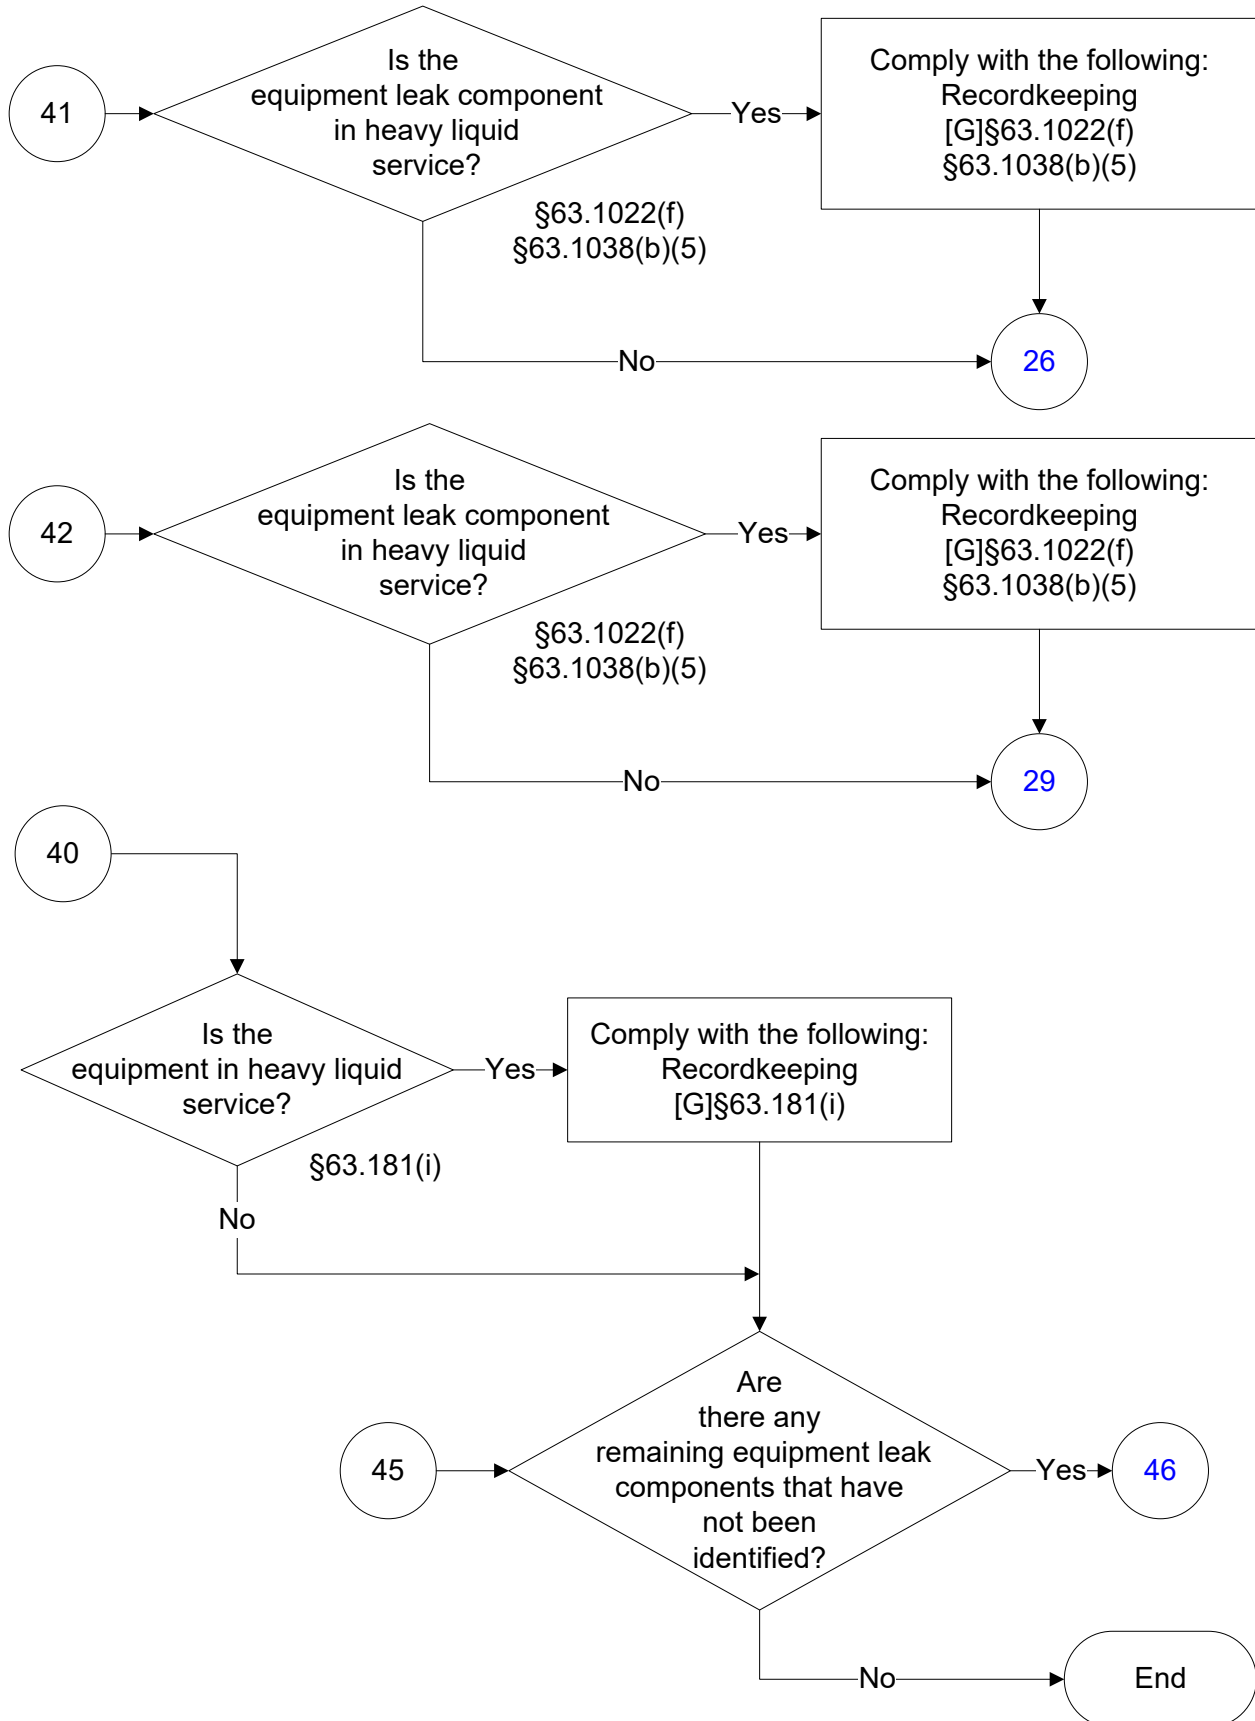 41
Is the
equipment leak component
in heavy liquid
service?
§63.1022(f)
§63.1038(b)(5)
Yes
Comply with the following:
Recordkeeping
[G]§63.1022(f)
§63.1038(b)(5)
No
26
42
Is the
equipment leak component
in heavy liquid
service?
§63.1022(f)
§63.1038(b)(5)
Yes
Comply with the following:
Recordkeeping
[G]§63.1022(f)
§63.1038(b)(5)
No
29
40
Is the
equipment in heavy liquid
service?
§63.181(i)
Yes
Comply with the following:
Recordkeeping
[G]§63.181(i)
No
45
Are
there any
remaining equipment leak
components that have
not been
identified?
Yes
46
No
End